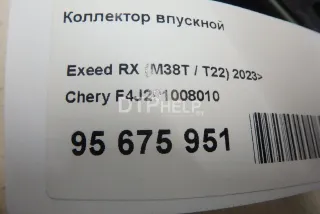 Коллектор впускной
Exeed RX (M38T / T22) 2023>
Chery F4J20-1008010
DTPhelp
95 675 951